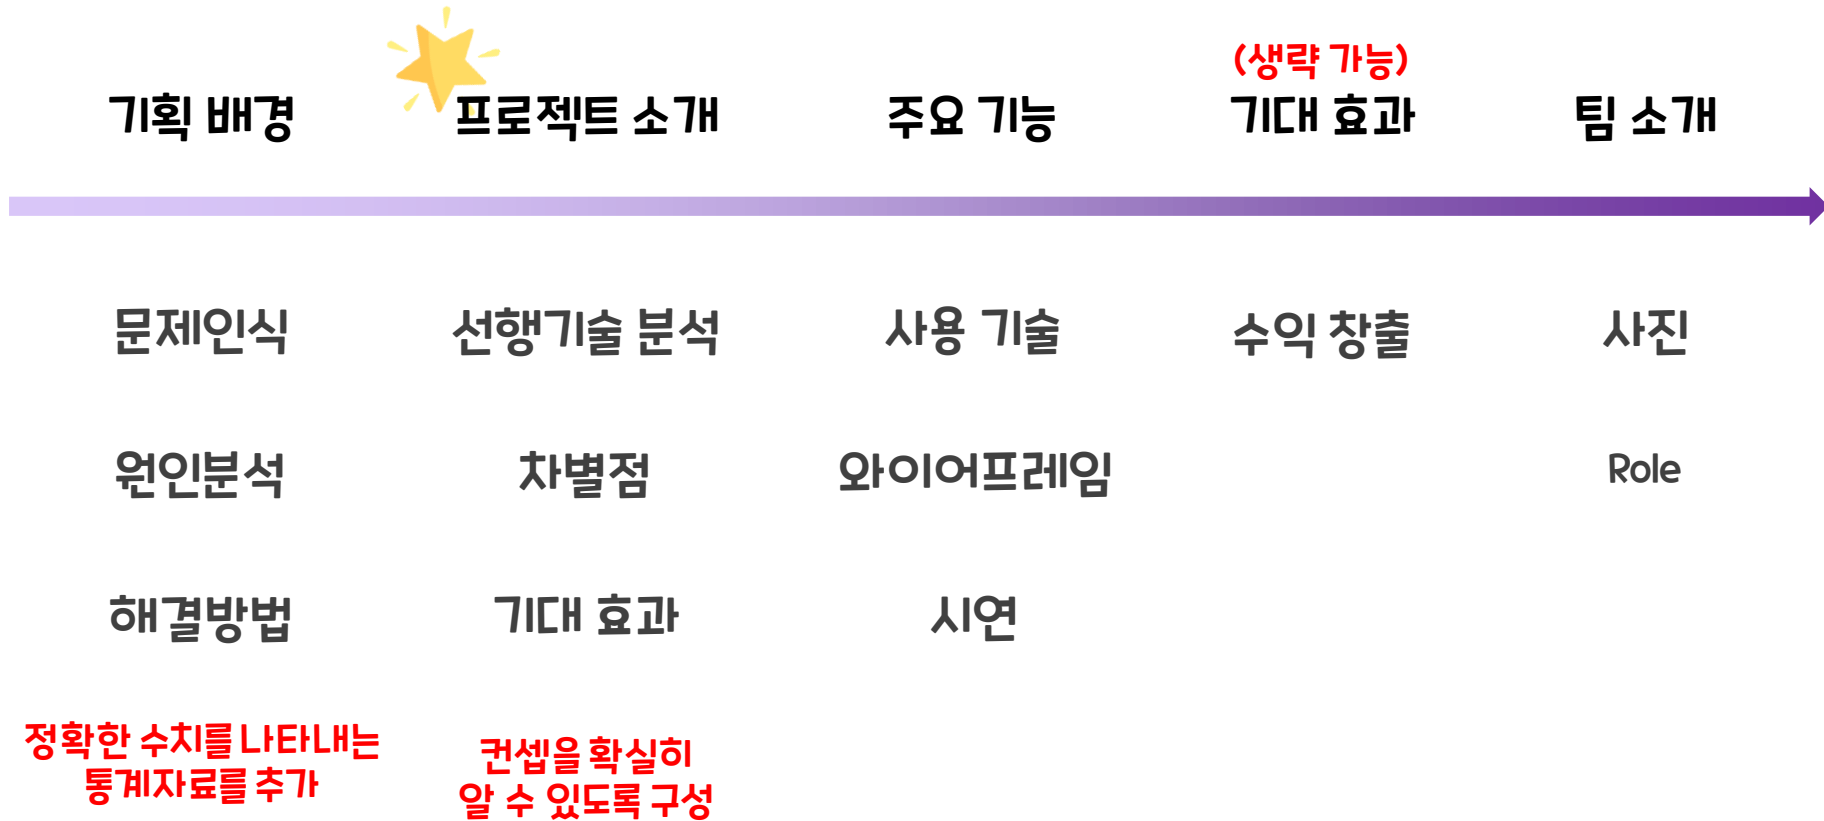 (생략 가능)
기획 배경 프로젝트 소개 주요 기능 기대 효과 팀 소개
문제인식 선행기술 분석 사용 기술 수익 창출 사진
원인분석 차별점 와이어프레임 Role
해결방법 기대 효과 시연
정확한 수치를 나타내는
통계자료를 추가
컨셉을 확실히
알 수 있도록 구성